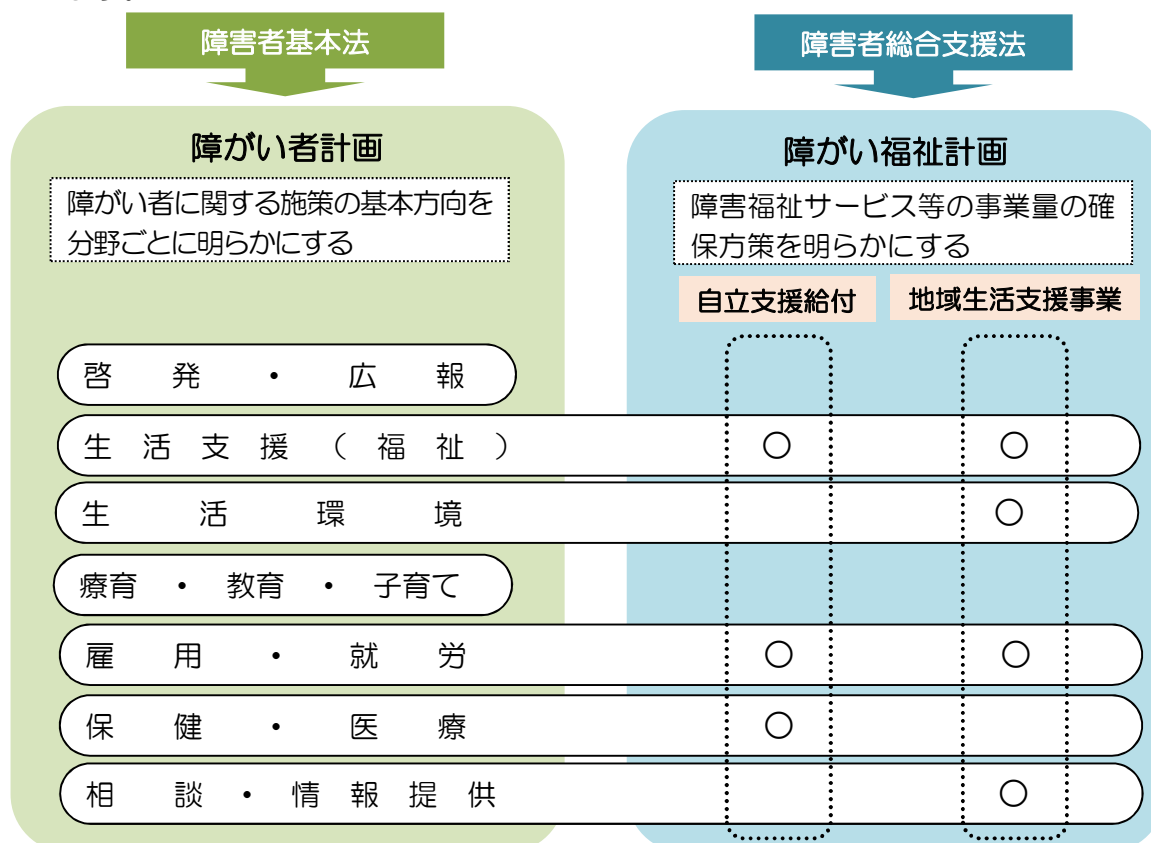 障害者基本法
障害者総合支援法
障がい者計画
障がい者に関する施策の基本方向を
分野ごとに明らかにする
障がい福祉計画
障害福祉サービス等の事業量の確
保方策を明らかにする
自立支援給付
地域生活支援事業
啓発・広報
生活支援（福祉） 〇 〇
生活環境 〇
療育・教育・子育て
雇用・就労 〇 〇
保健・医療 〇
相談・情報提供 〇